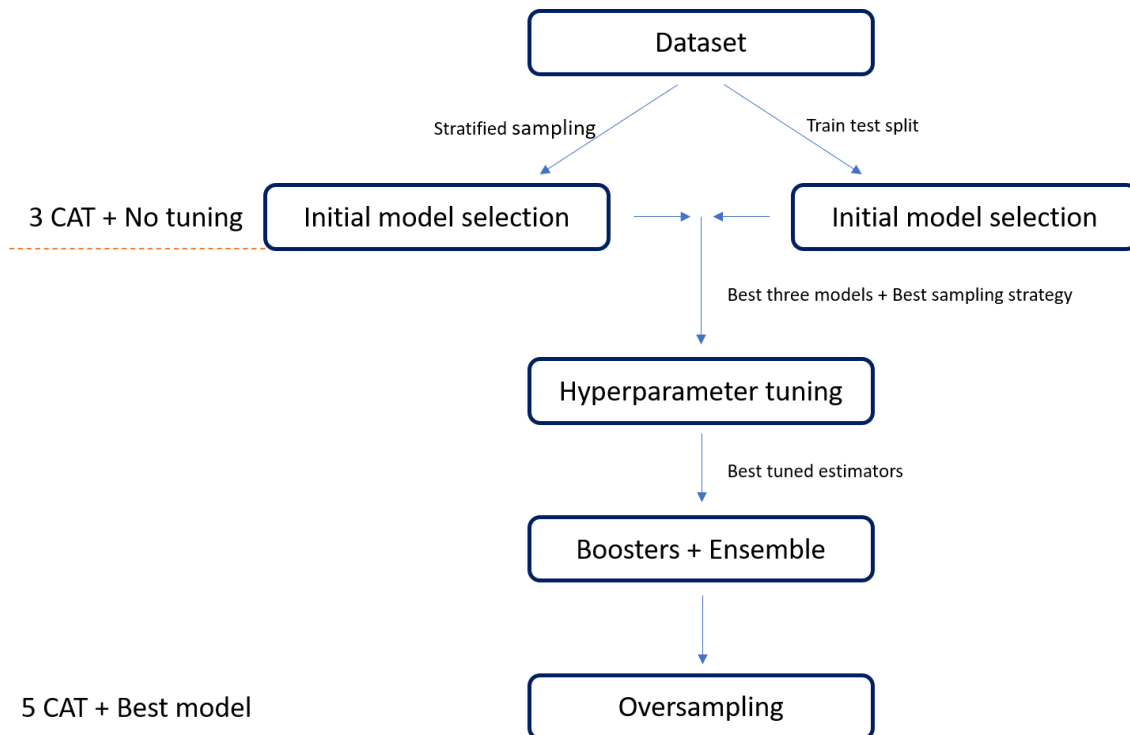 Dataset
Stratified sampling
Train test split
3 CAT + No tuning
Initial model selection
Initial model selection
Best three models + Best sampling strategy
Hyperparameter tuning
Best tuned estimators
Boosters + Ensemble
5 CAT + Best model
Oversampling